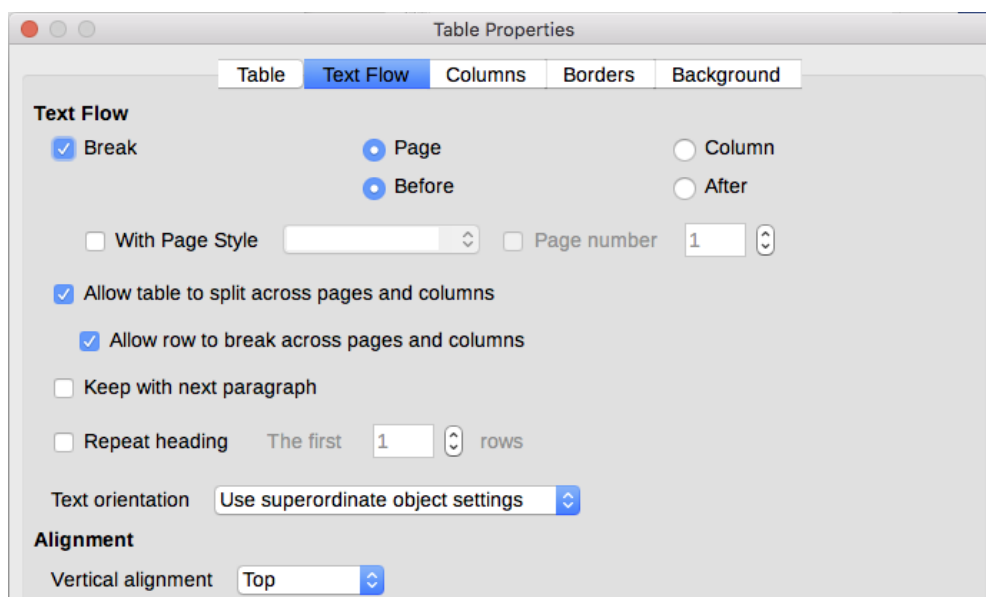 Table Properties
Table Text Flow Columns Borders Background
Text Flow
Break Page Column
Before After
With Page Style Page number 1
Allow table to split across pages and columns
Allow row to break across pages and columns
Keep with next paragraph
Repeat heading The first 1 rows
Text orientation Use superordinate object settings
Alignment
Vertical alignment Top